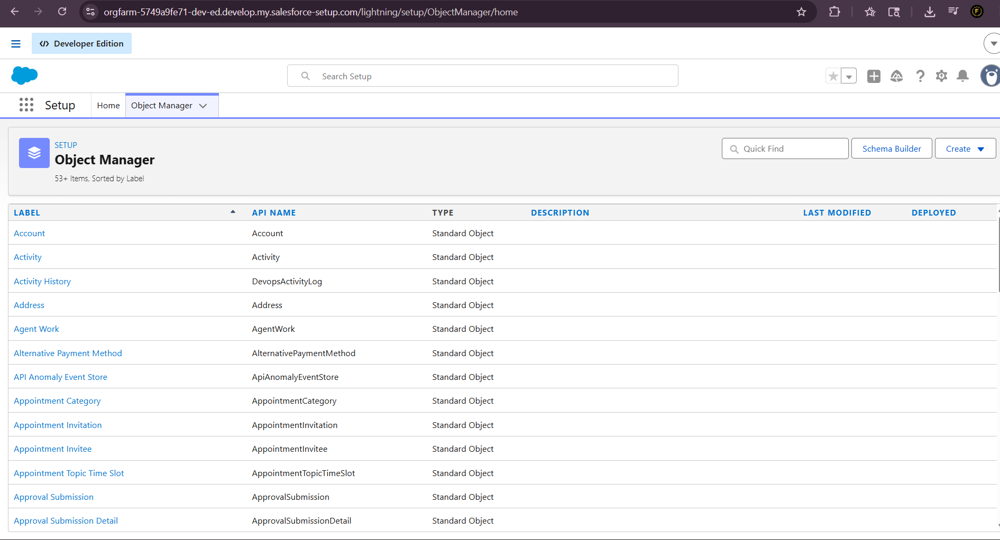 orgfarm-5749a9fe71-dev-ed.develop.my.salesforce-setup.com/lightning/setup/ObjectManager/home
F
</> Developer Edition
Search Setup
Setup Home Object Manager
SETUP
Object Manager
53+ Items, Sorted by Label
Quick Find Schema Builder Create
LABEL API NAME TYPE DESCRIPTION LAST MODIFIED DEPLOYED
Account Account Standard Object
Activity Activity Standard Object
Activity History DevopsActivityLog Standard Object
Address Address Standard Object
Agent Work AgentWork Standard Object
Alternative Payment Method AlternativePaymentMethod Standard Object
API Anomaly Event Store ApiAnomalyEventStore Standard Object
Appointment Category AppointmentCategory Standard Object
Appointment Invitation AppointmentInvitation Standard Object
Appointment Invitee AppointmentInvitee Standard Object
Appointment Topic Time Slot AppointmentTopicTimeSlot Standard Object
Approval Submission ApprovalSubmission Standard Object
Approval Submission Detail ApprovalSubmissionDetail Standard Object